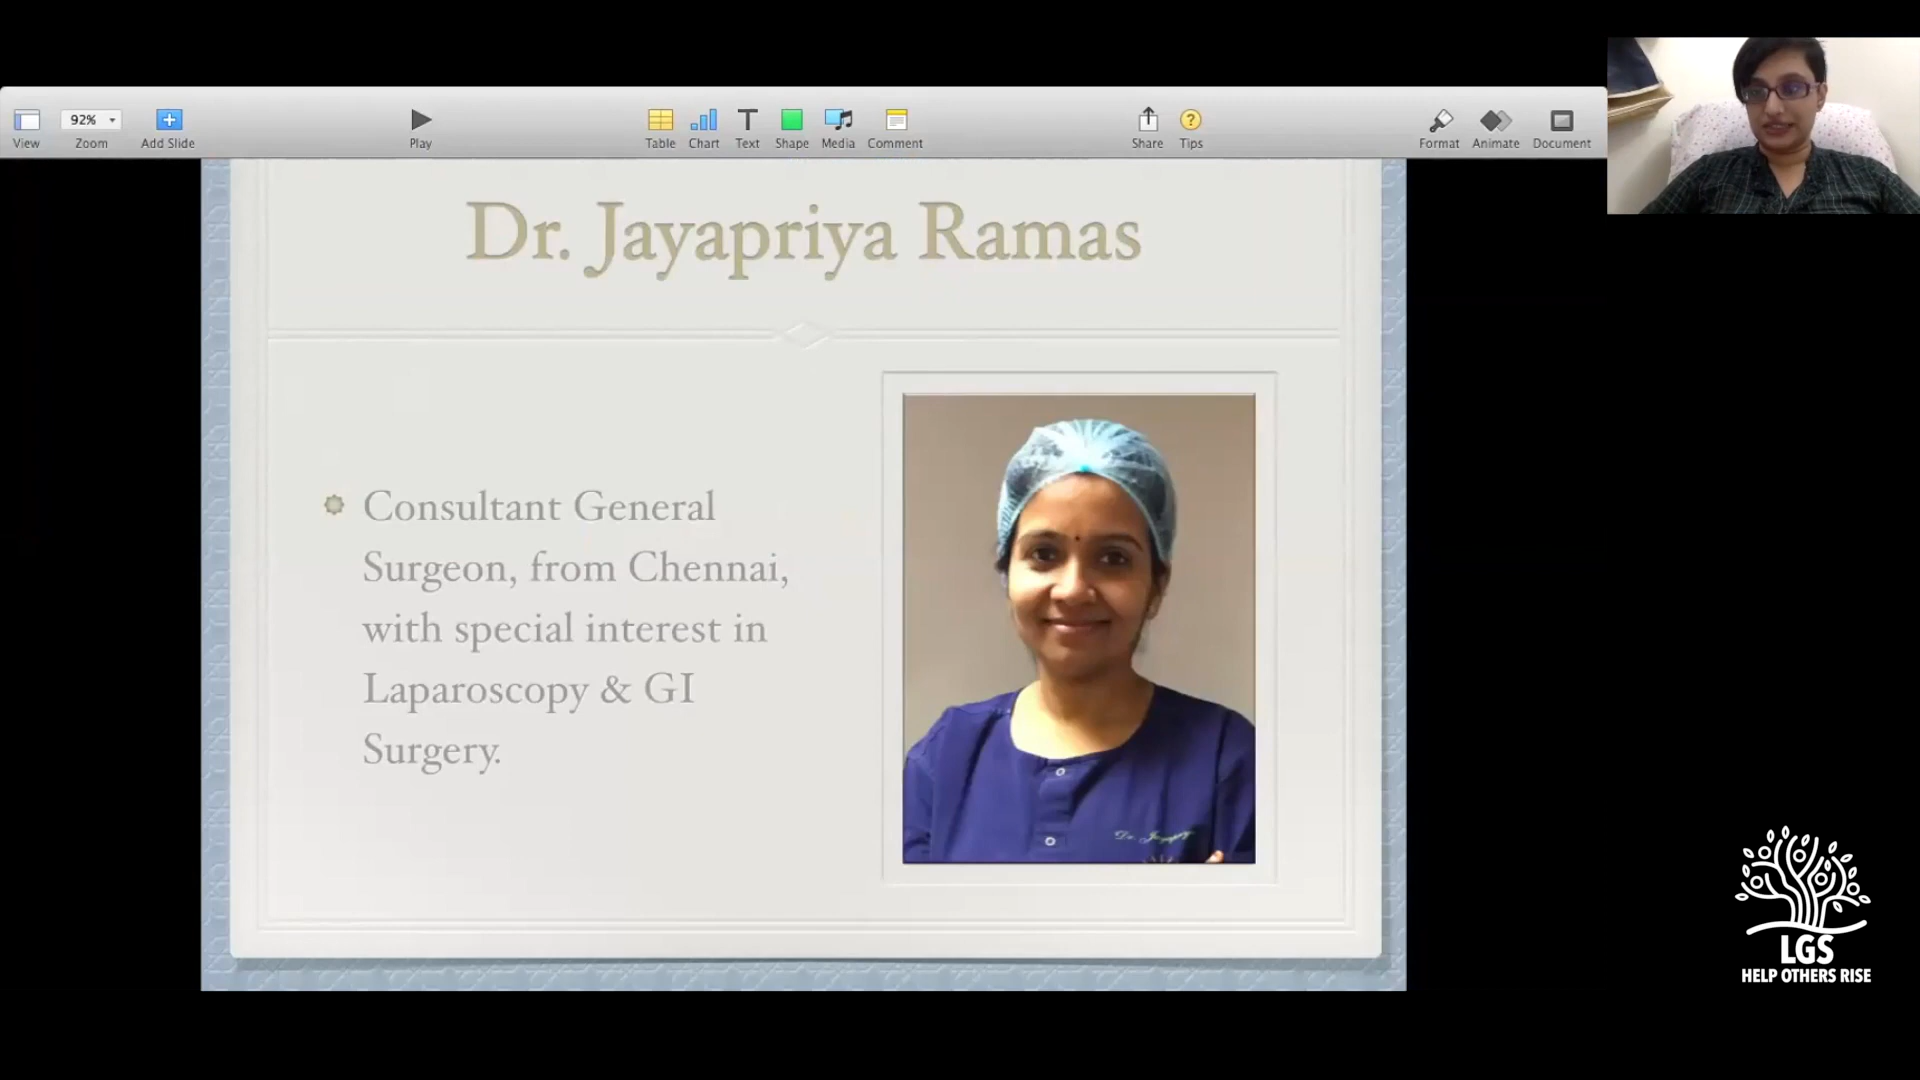 92%
View
Zoom
Add Slide
Play
Table
Chart
Text
Shape
Media
Comment
Share
Tips
Format
Animate
Document
Dr. Jayapriya Ramas
Consultant General
Surgeon, from Chennai,
with special interest in
Laparoscopy & GI
Surgery.
LGS
HELP OTHERS RISE